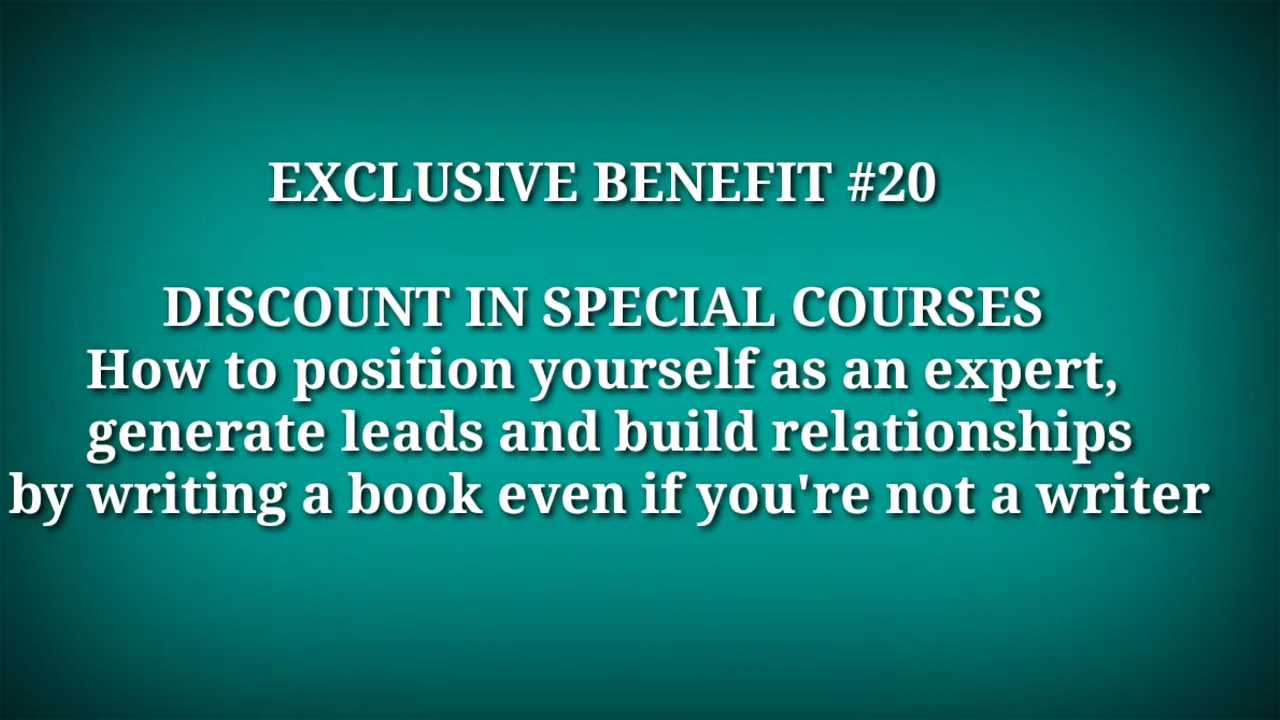 EXCLUSIVE BENEFIT #20
DISCOUNT IN SPECIAL COURSES
How to position yourself as an expert,
generate leads and build relationships
by writing a book even if you're not a writer